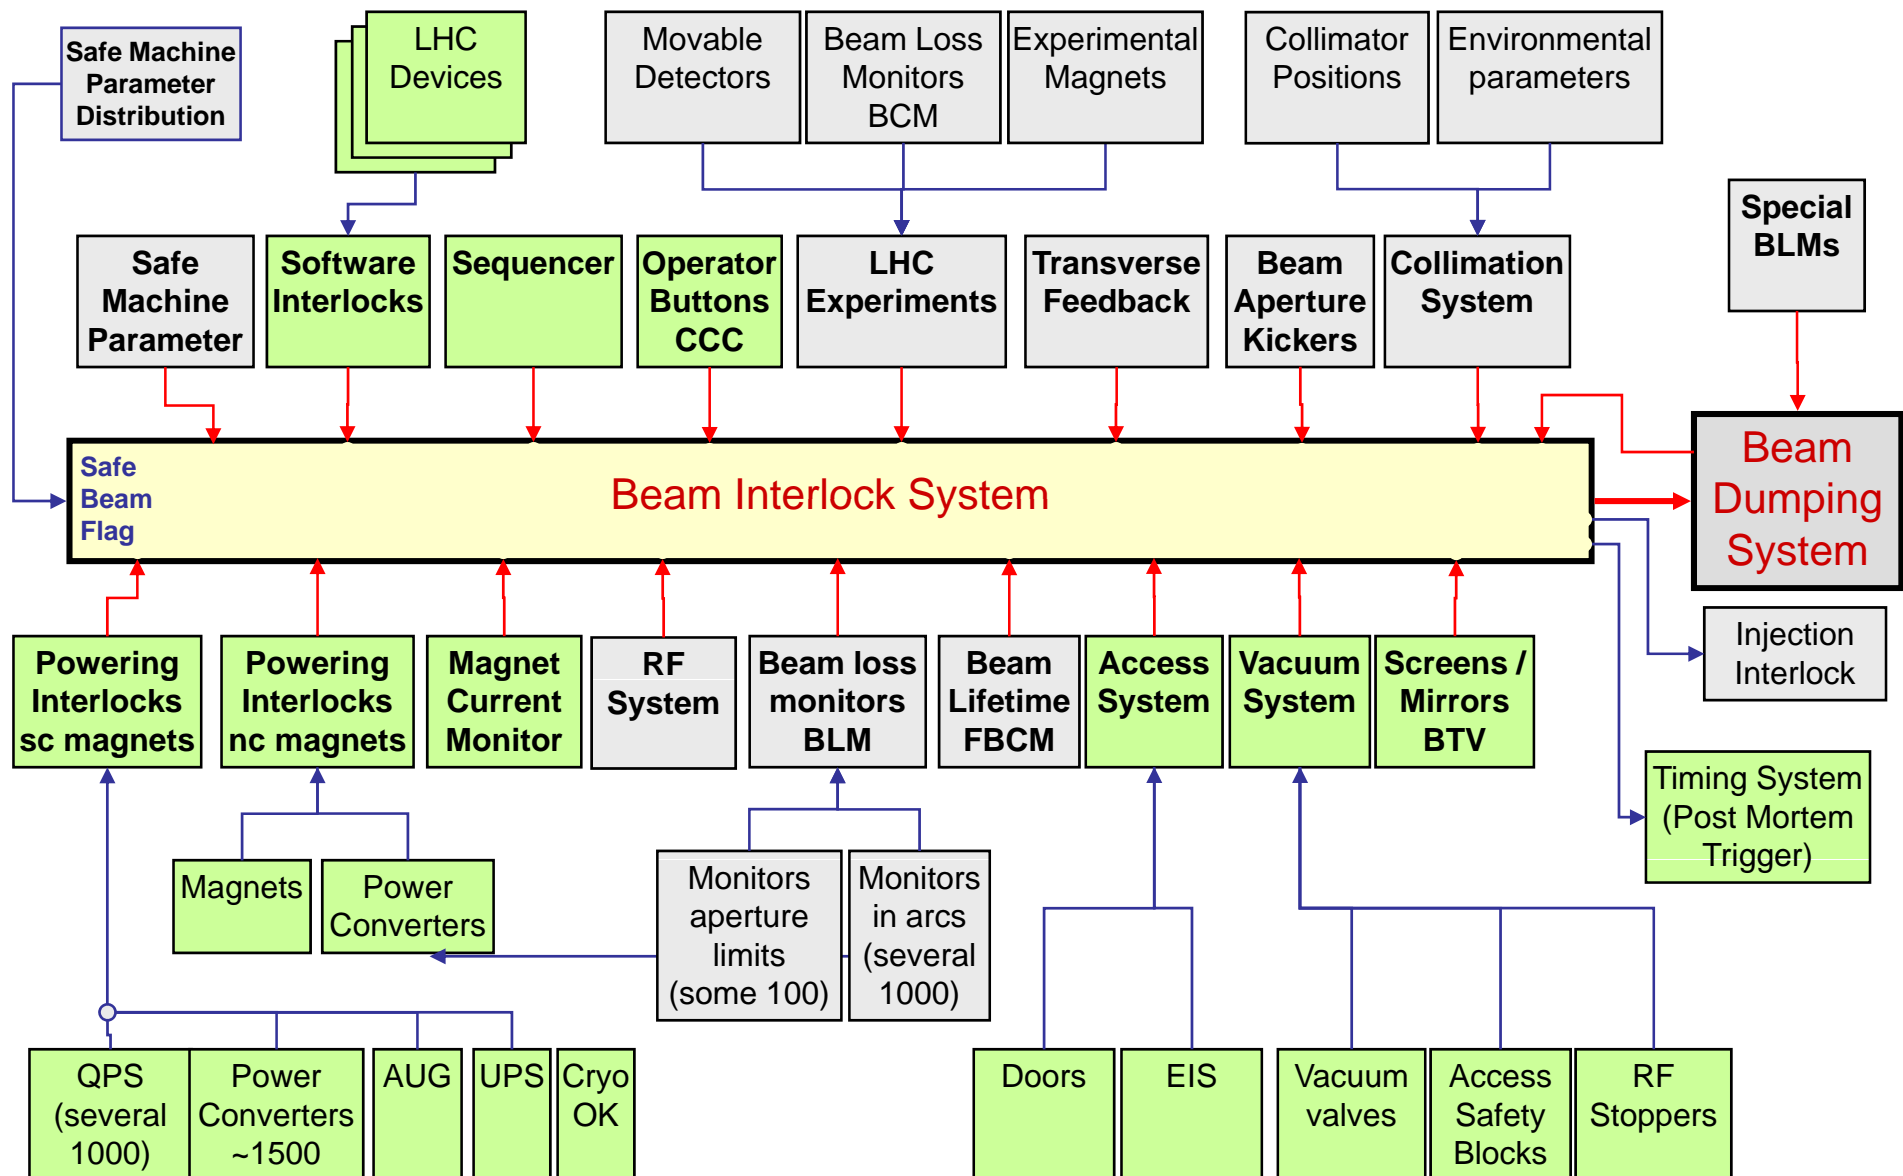 Safe Machine
Parameter
Distribution
LHC
Devices
Movable
Detectors
Beam Loss
Monitors
BCM
Experimental
Magnets
Collimator
Positions
Environmental
parameters
Special
BLMs
Safe
Machine
Parameter
Software
Interlocks
Sequencer
Operator
Buttons
CCC
LHC
Experiments
Transverse
Feedback
Beam
Aperture
Kickers
Collimation
System
Safe
Beam
Flag
Beam Interlock System
Beam
Dumping
System
Powering
Interlocks
sc magnets
Powering
Interlocks
nc magnets
Magnet
Current
Monitor
RF
System
Beam loss
monitors
BLM
Beam
Lifetime
FBCM
Access
System
Vacuum
System
Screens /
Mirrors
BTV
Injection
Interlock
Timing System
(Post Mortem
Trigger)
Magnets
Power
Converters
Monitors
aperture
limits
(some 100)
Monitors
in arcs
(several
1000)
QPS
(several
1000)
Power
Converters
~1500
AUG
UPS
Cryo
OK
Doors
EIS
Vacuum
valves
Access
Safety
Blocks
RF
Stoppers